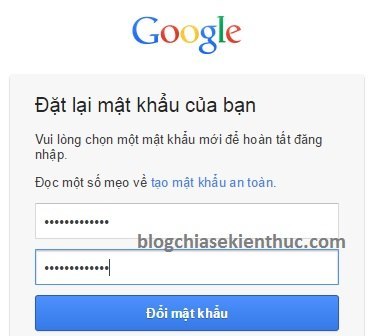 Google
Đặt lại mật khẩu của bạn
Vui lòng chọn một mật khẩu mới để hoàn tất đăng
nhập.
Đọc một số mẹo về tạo mật khẩu an toàn.
•••••••••••••
blogchiasekienthuc.com
•••••••••••••
Đổi mật khẩu